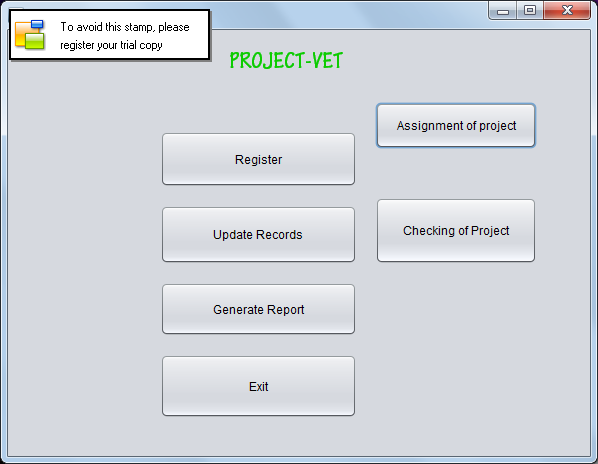 To avoid this stamp, please
register your trial copy
PROJECT-VET
Assignment of project
Register
Update Records
Checking of Project
Generate Report
Exit